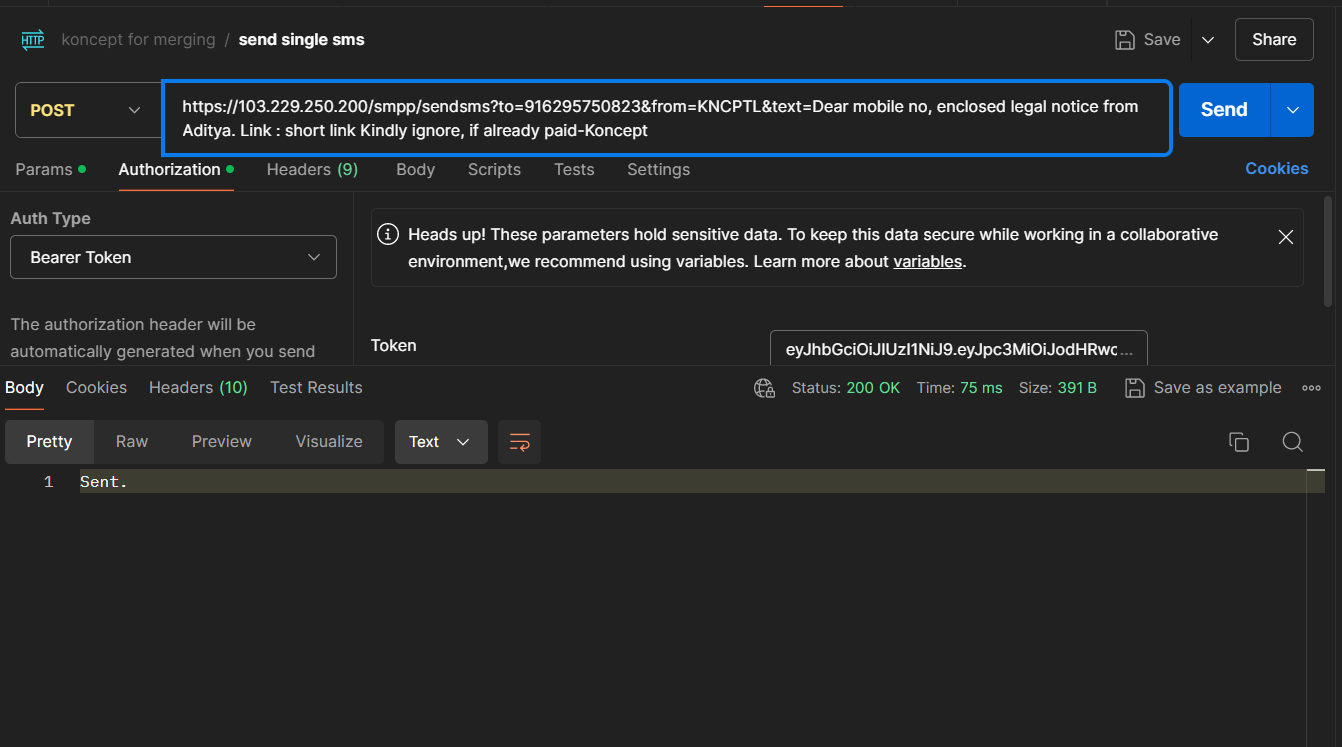 HTTP koncept for merging / send single sms Save Share
POST
https://103.229.250.200/smpp/sendsms?to=916295750823&from=KNCPTL&text=Dear mobile no, enclosed legal notice from
Aditya. Link : short link Kindly ignore, if already paid-Koncept
Send
Params Authorization Headers (9) Body Scripts Tests Settings Cookies
Auth Type
Bearer Token
The authorization header will be
automatically generated when you send
Heads up! These parameters hold sensitive data. To keep this data secure while working in a collaborative
environment,we recommend using variables. Learn more about variables.
Token eyJhbGciOiJIUzI1NiJ9.eyJpc3MiOiJodHRwc...
Body Cookies Headers (10) Test Results Status: 200 OK Time: 75 ms Size: 391 B Save as example
Pretty Raw Preview Visualize Text
1 Sent.